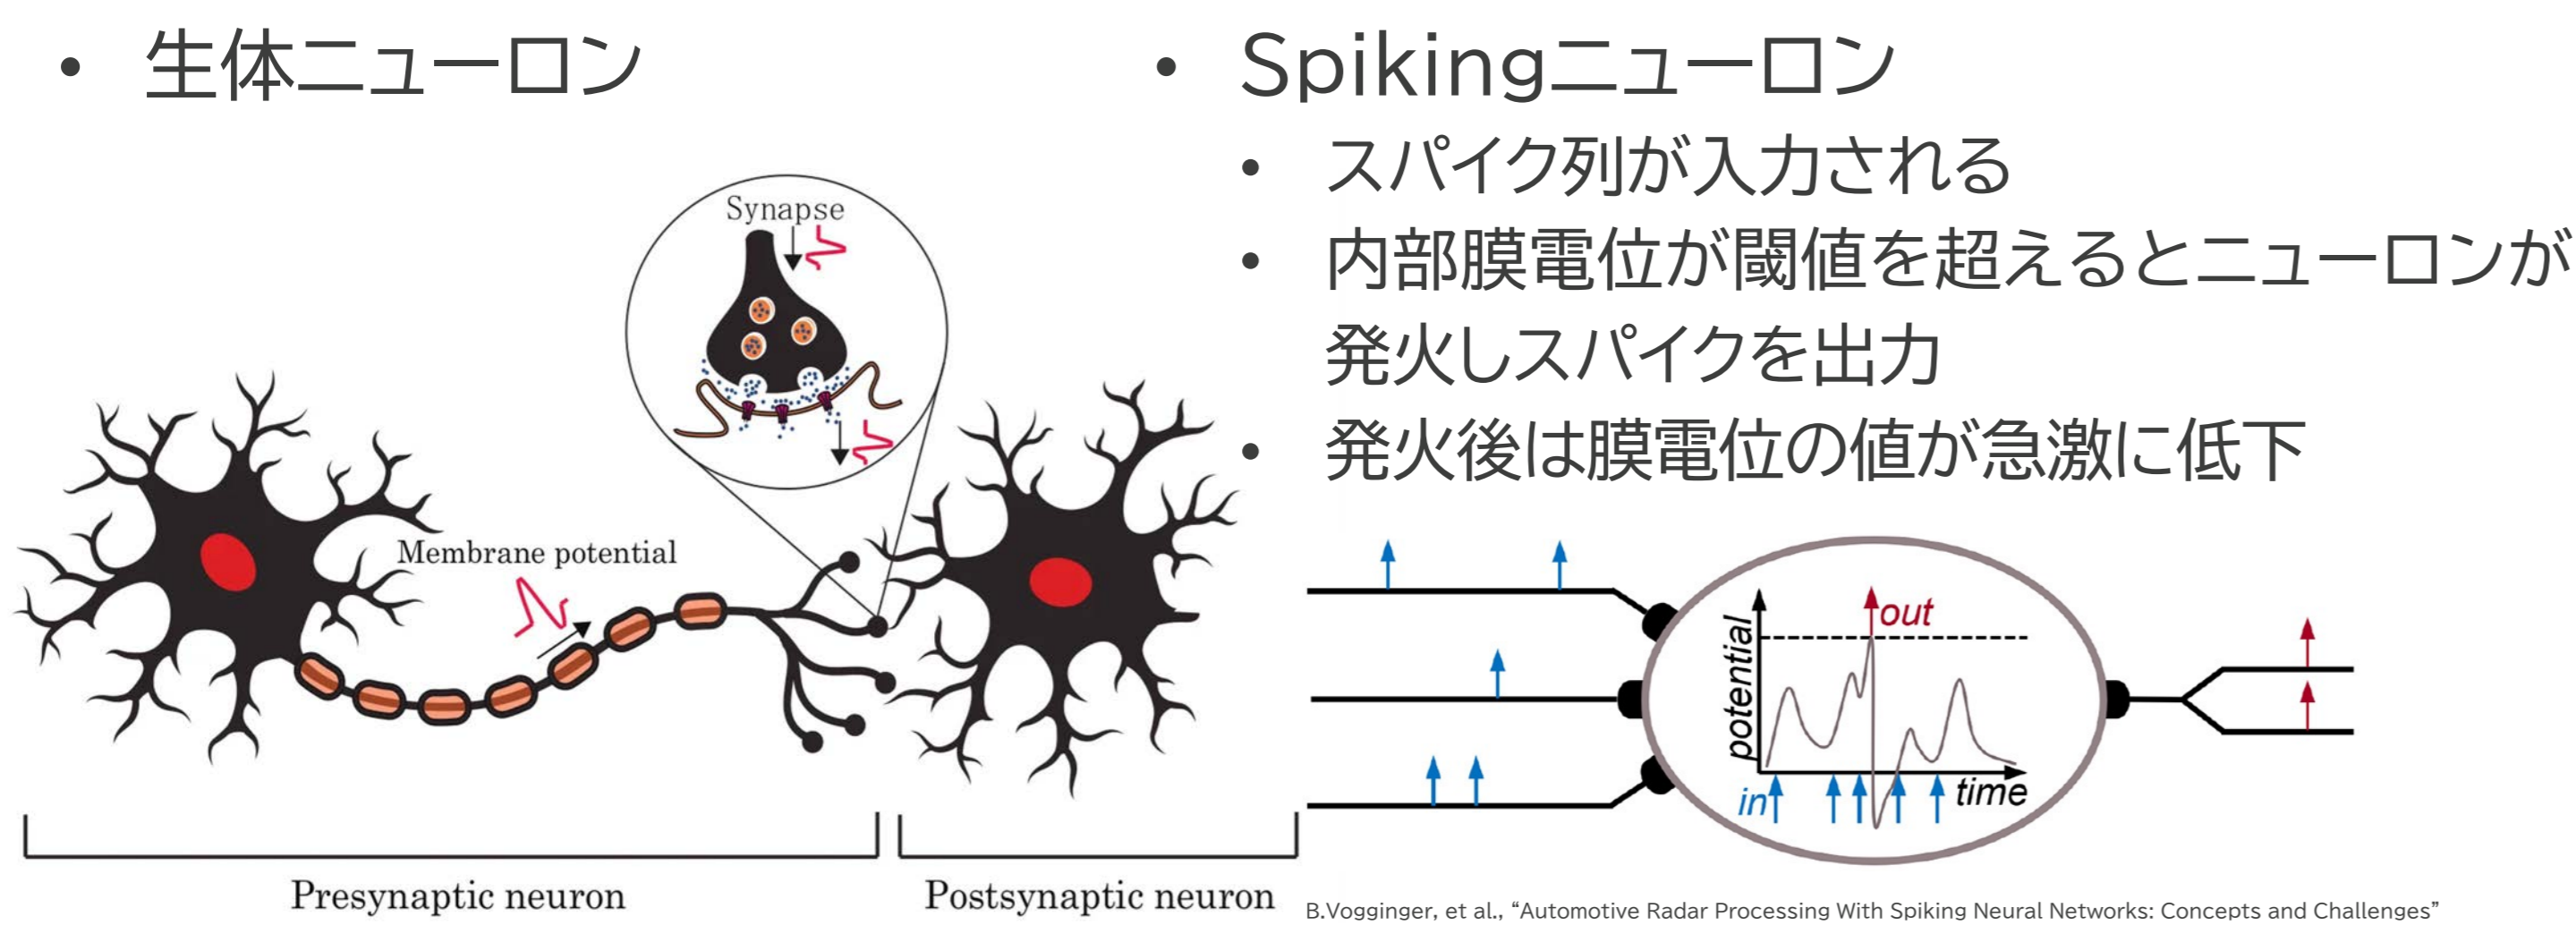 • 生体ニューロン
Synapse
Membrane potential
Presynaptic neuron
Postsynaptic neuron
• Spikingニューロン
• スパイク列が入力される
• 内部膜電位が閾値を超えるとニューロンが
発火しスパイクを出力
• 発火後は膜電位の値が急激に低下
out
potential
in
time
B.Vogginger, et al., “Automotive Radar Processing With Spiking Neural Networks: Concepts and Challenges”